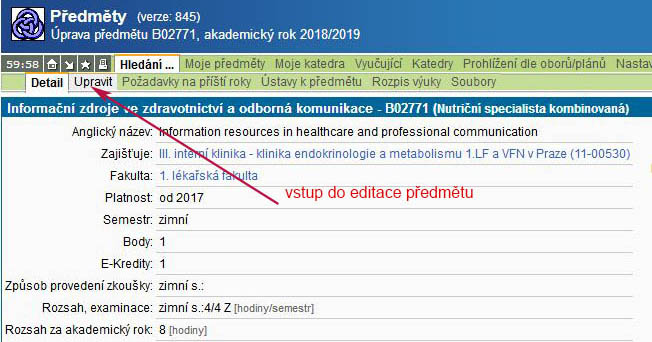 Předměty (verze: 845)
Úprava předmětu B02771, akademický rok 2018/2019
59:58 Hledání ... Moje předměty Moje katedra Vyučující Katedry Prohlížení dle oborů/plánů Nastav
Detail Upravit Požadavky na příští roky Ústavy k předmětu Rozpis výuky Soubory
Informační zdroje ve zdravotnictví a odborná komunikace - B02771 (Nutriční specialista kombinovaná)
Anglický název: Information resources in healthcare and professional communication
Zajišťuje: III. interní klinika - klinika endokrinologie a metabolismu 1.LF a VFN v Praze (11-00530)
Fakulta: 1. lékařská fakulta
Platnost: od 2017
vstup do editace předmětu
Semestr: zimní
Body: 1
E-Kredity: 1
Způsob provedení zkoušky: zimní s.:
Rozsah, examinace: zimní s.:4/4 Z [hodiny/semestr]
Rozsah za akademický rok: 8 [hodiny]